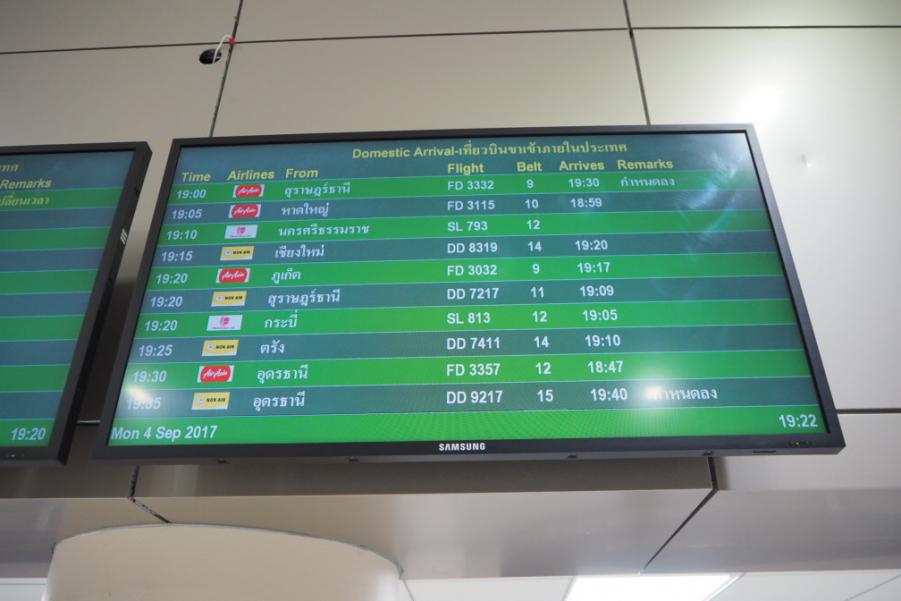 Remarks
19:20
Domestic Arrival-เที่ยวบินขาเข้าภายในประเทศ
Time Airlines From Flight Belt Arrives Remarks
19:00 AirAsia สุราษฎร์ธานี FD 3332 9 19:30 กำหนดลง
19:05 AirAsia หาดใหญ่ FD 3115 10 18:59
19:10 นครศรีธรรมราช SL 793 12
19:15 NOK AIR เชียงใหม่ DD 8319 14 19:20
19:20 AirAsia ภูเก็ต FD 3032 9 19:17
19:20 NOK AIR สุราษฎร์ธานี DD 7217 11 19:09
19:20 กระบี่ SL 813 12 19:05
19:25 NOK AIR ตรัง DD 7411 14 19:10
19:30 AirAsia อุดรธานี FD 3357 12 18:47
19:35 NOK AIR อุดรธานี DD 9217 15 19:40 กำหนดลง
Mon 4 Sep 2017 19:22
SAMSUNG